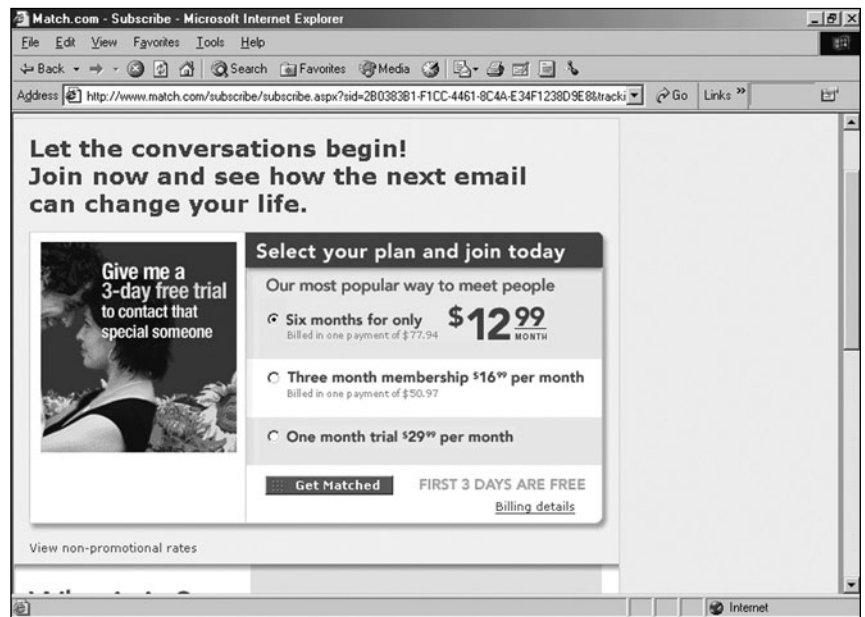 Match.com - Subscribe - Microsoft Internet Explorer
File Edit View Favorites Tools Help
Back Search Favorites Media
Address http://www.match.com/subscribe/subscribe.aspx?sid=2B0383B1-F1CC-4461-8C4A-E34F1238D9E8&tracki Go Links »
Let the conversations begin!
Join now and see how the next email
can change your life.
Give me a
3-day free trial
to contact that
special someone
Select your plan and join today
Our most popular way to meet people
Six months for only $12.99 MONTH
Billed in one payment of $77.94
Three month membership $16.99 per month
Billed in one payment of $50.97
One month trial $29.99 per month
Get Matched FIRST 3 DAYS ARE FREE
Billing details
View non-promotional rates
Internet